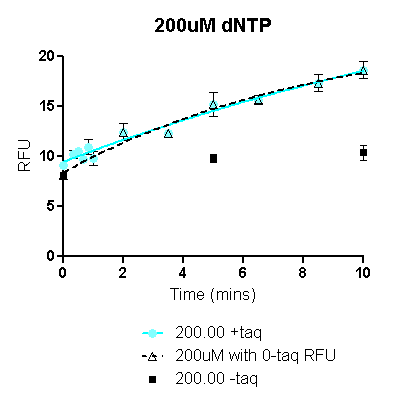 200uM dNTP
20
15
10
5
0
RFU
0 2 4 6 8 10
Time (mins)
200.00 +taq
200uM with 0-taq RFU
200.00 -taq